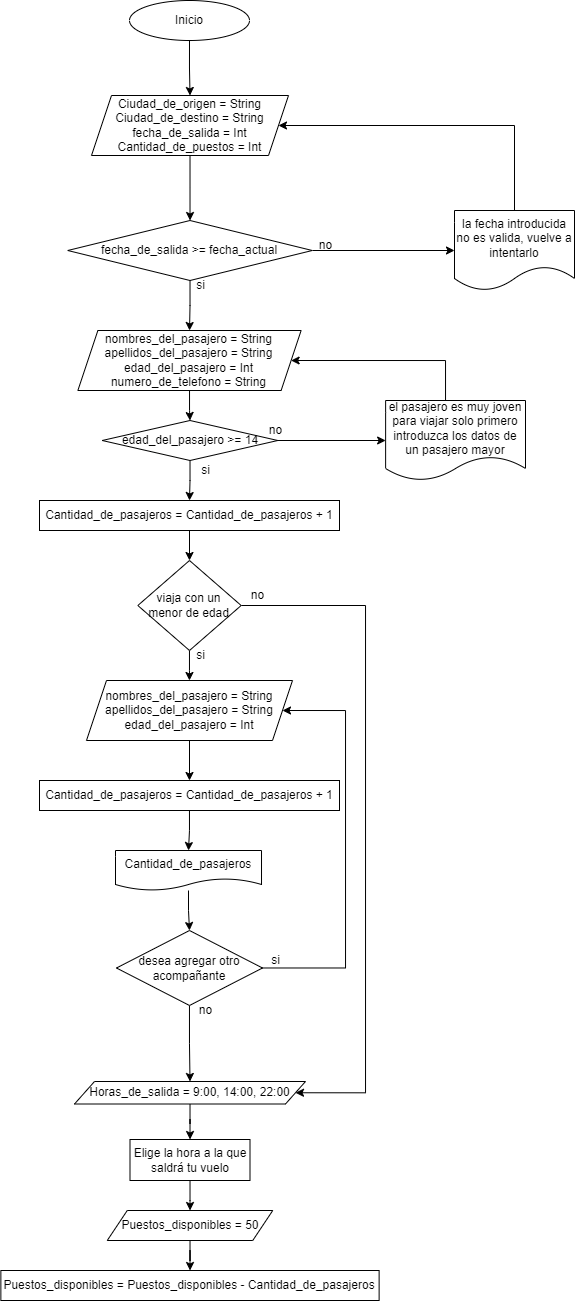 Inicio
Ciudad_de_origen = String
Ciudad_de_destino = String
fecha_de_salida = Int
Cantidad_de_puestos = Int
fecha_de_salida >= fecha_actual
no
la fecha introducida
no es valida, vuelve a
intentarlo
si
nombres_del_pasajero = String
apellidos_del_pasajero = String
edad_del_pasajero = Int
numero_de_telefono = String
edad_del_pasajero >= 14
no
el pasajero es muy joven
para viajar solo primero
introduzca los datos de
un pasajero mayor
si
Cantidad_de_pasajeros = Cantidad_de_pasajeros + 1
viaja con un
menor de edad
no
si
nombres_del_pasajero = String
apellidos_del_pasajero = String
edad_del_pasajero = Int
Cantidad_de_pasajeros = Cantidad_de_pasajeros + 1
Cantidad_de_pasajeros
desea agregar otro
acompañante
si
no
Horas_de_salida = 9:00, 14:00, 22:00
Elige la hora a la que
saldrá tu vuelo
Puestos_disponibles = 50
Puestos_disponibles = Puestos_disponibles - Cantidad_de_pasajeros